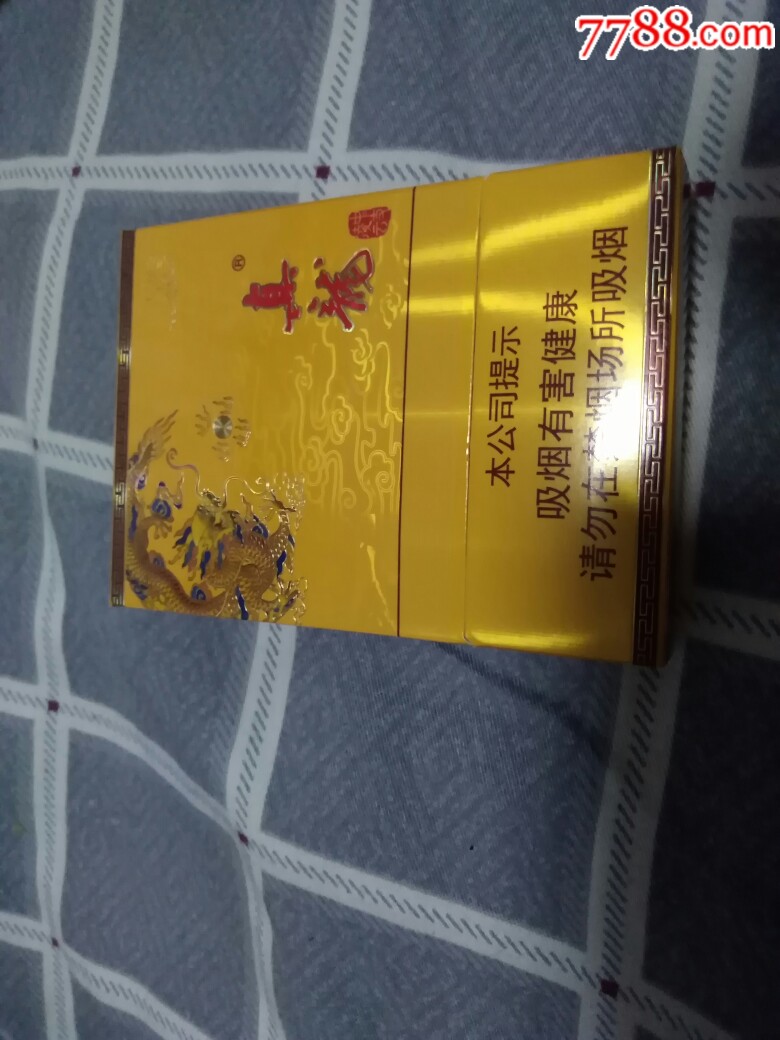 7788.com
真龍
®
本公司提示
吸烟有害健康
请勿在禁烟场所吸烟